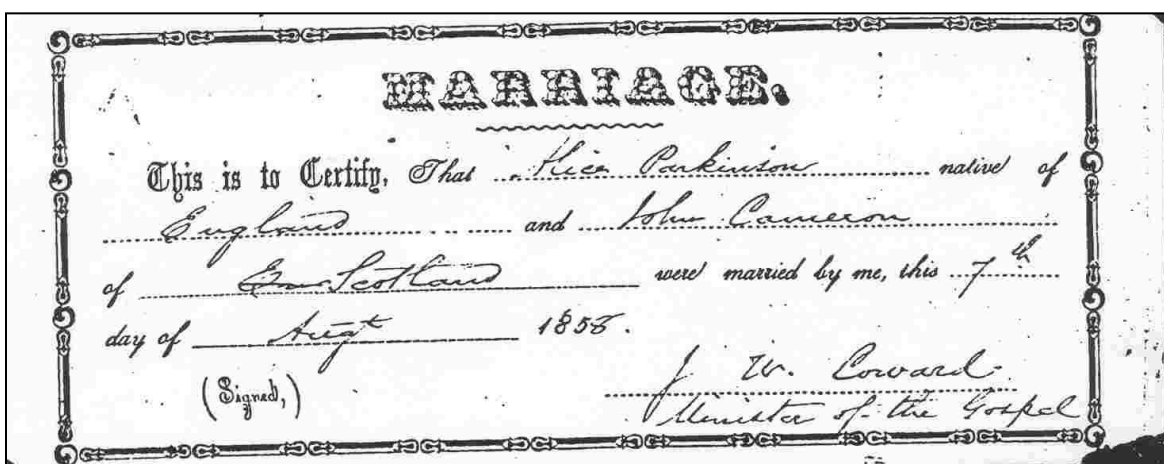 MARRIAGE.
This is to Certify, That Alice Parkinson native of
England and John Cameron
of Scotland were married by me, this 7th
day of Augt 1858.
(Signed,) J. W. Coward
Minister of the Gospel